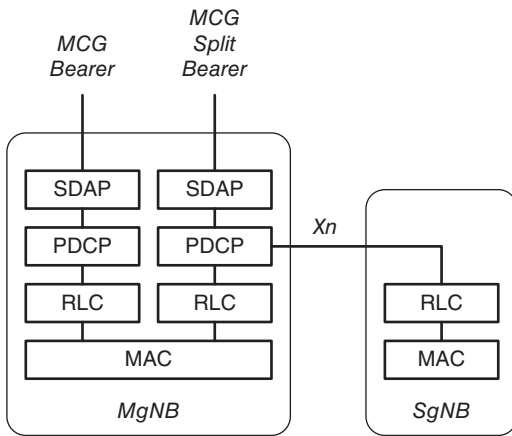 MCG
Bearer
MCG
Split
Bearer
SDAP
SDAP
PDCP
PDCP
Xn
RLC
RLC
RLC
MAC
MAC
MgNB
SgNB